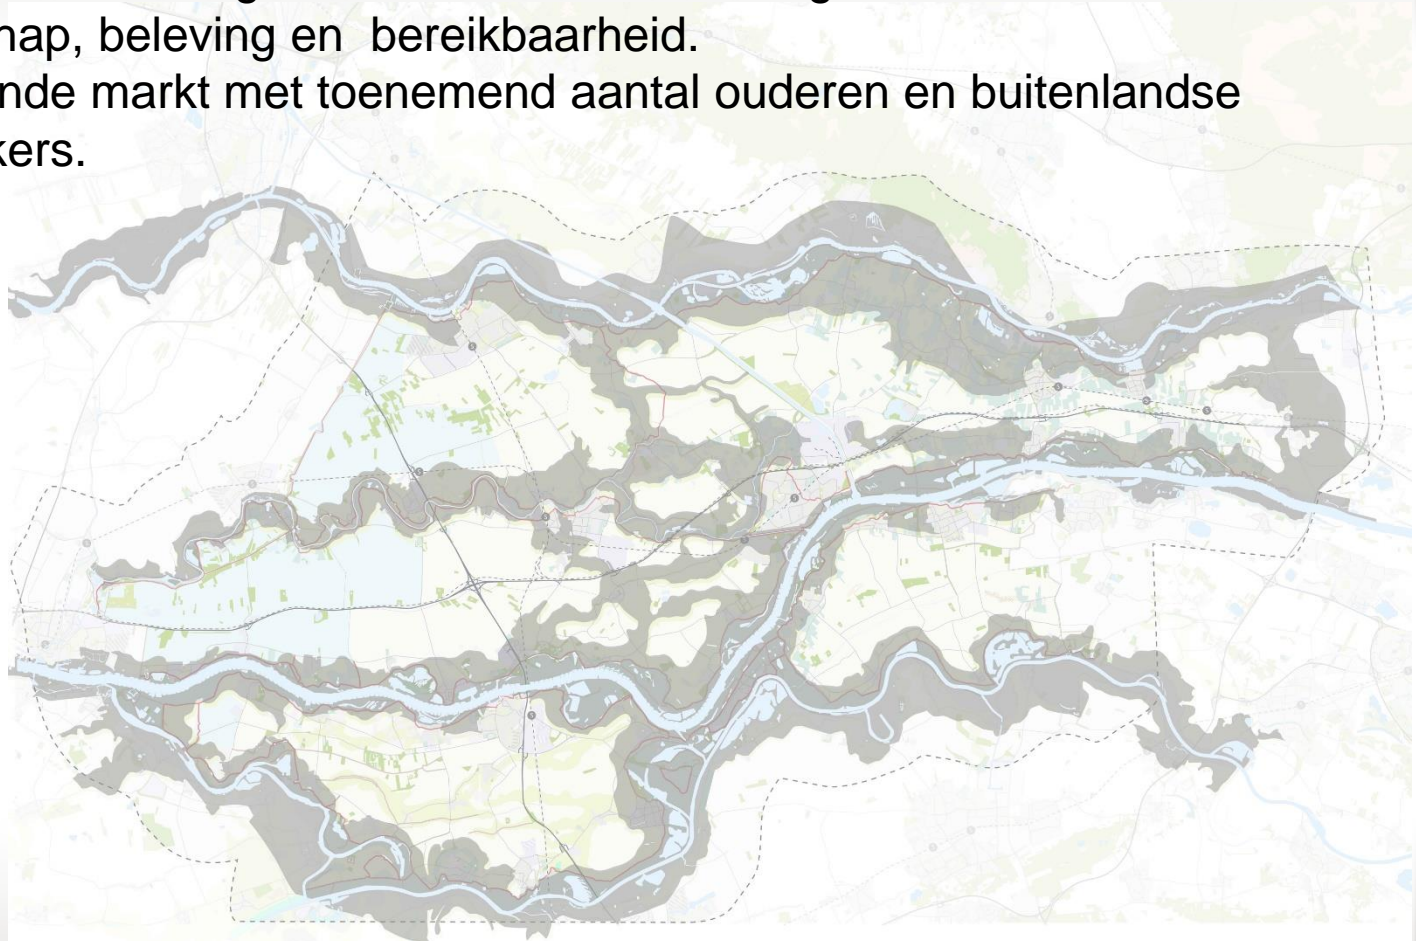 hap, beleving en  bereikbaarheid.
nde markt met toenemend aantal ouderen en buitenlandse
kers.